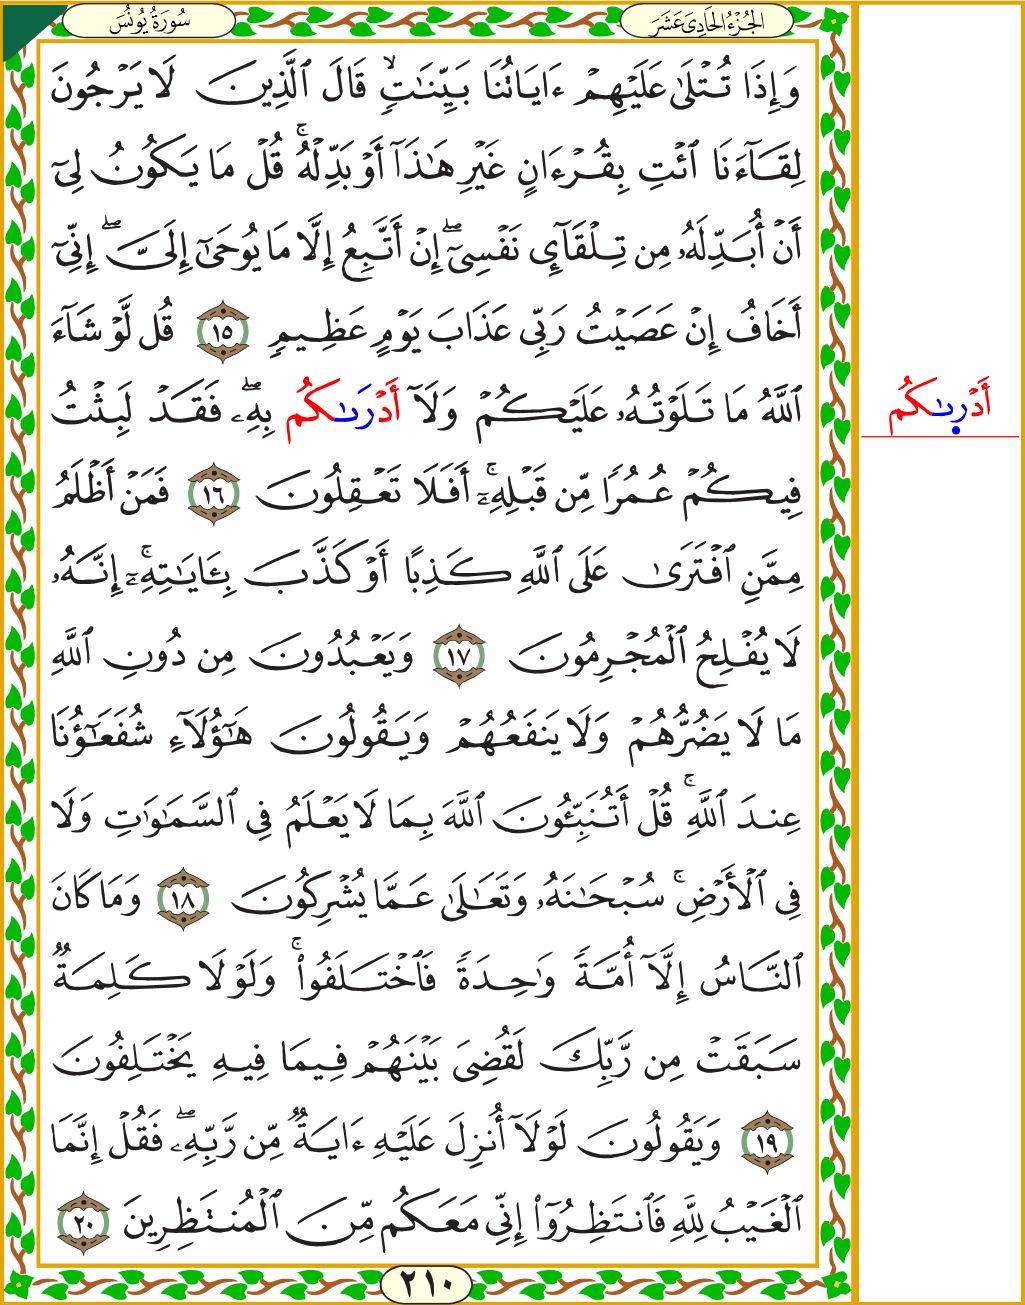 سُورَةُ يُونُسَ
الجُزْءُ الحَادِي عَشَرَ
وَإِذَا تُتْلَىٰ عَلَيْهِمْ ءَايَاتُنَا بَيِّنَٰتٖۙ قَالَ ٱلَّذِينَ لَا يَرْجُونَ
لِقَآءَنَا ٱئْتِ بِقُرْءَانٍ غَيْرِ هَٰذَآ أَوْ بَدِّلْهُۚ قُلْ مَا يَكُونُ لِيٓ
أَنْ أُبَدِّلَهُۥ مِن تِلْقَآيِٕ نَفْسِيٓۖ إِنْ أَتَّبِعُ إِلَّا مَا يُوحَىٰٓ إِلَيَّۖ إِنِّيٓ
أَخَافُ إِنْ عَصَيْتُ رَبِّي عَذَابَ يَوْمٍ عَظِيمٖ ١٥ قُل لَّوْ شَآءَ
ٱللَّهُ مَا تَلَوْتُهُۥ عَلَيْكُمْ وَلَآ أَدْرَىٰكُم بِهِۦۖ فَقَدْ لَبِثْتُ
أَدْرىٰكُم
فِيكُمْ عُمُرٗا مِّن قَبْلِهِۦٓۚ أَفَلَا تَعْقِلُونَ ١٦ فَمَنْ أَظْلَمُ
مِمَّنِ ٱفْتَرَىٰ عَلَى ٱللَّهِ كَذِبًا أَوْ كَذَّبَ بِـَٔايَٰتِهِۦٓۚ إِنَّهُۥ
لَا يُفْلِحُ ٱلْمُجْرِمُونَ ١٧ وَيَعْبُدُونَ مِن دُونِ ٱللَّهِ
مَا لَا يَضُرُّهُمْ وَلَا يَنفَعُهُمْ وَيَقُولُونَ هَٰٓؤُلَآءِ شُفَعَٰٓؤُنَا
عِندَ ٱللَّهِۚ قُلْ أَتُنَبِّـُٔونَ ٱللَّهَ بِمَا لَا يَعْلَمُ فِي ٱلسَّمَٰوَٰتِ وَلَا
فِي ٱلْأَرْضِۚ سُبْحَٰنَهُۥ وَتَعَٰلَىٰ عَمَّا يُشْرِكُونَ ١٨ وَمَا كَانَ
ٱلنَّاسُ إِلَّآ أُمَّةٗ وَٰحِدَةٗ فَٱخْتَلَفُوا۟ۚ وَلَوْلَا كَلِمَةٞ
سَبَقَتْ مِن رَّبِّكَ لَقُضِيَ بَيْنَهُمْ فِيمَا فِيهِ يَخْتَلِفُونَ
١٩ وَيَقُولُونَ لَوْلَآ أُنزِلَ عَلَيْهِ ءَايَةٞ مِّن رَّبِّهِۦۖ فَقُلْ إِنَّمَا
ٱلْغَيْبُ لِلَّهِ فَٱنتَظِرُوٓا۟ إِنِّي مَعَكُم مِّنَ ٱلْمُنتَظِرِينَ ٢٠
٢١٠